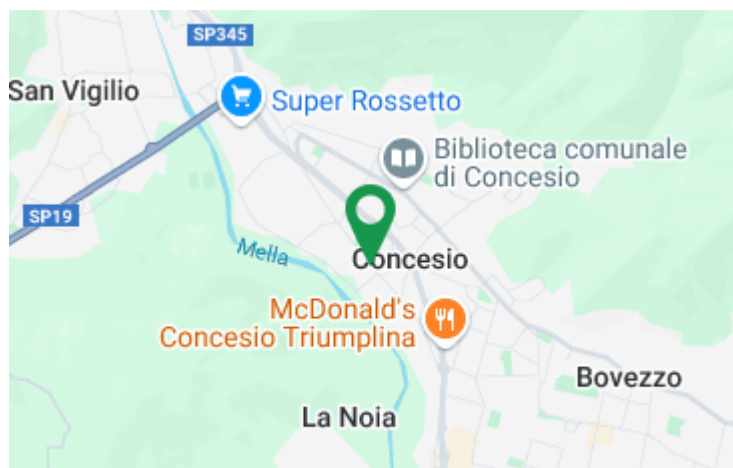 SP345
San Vigilio
Super Rossetto
Biblioteca comunale
di Concesio
SP19
Mella
Concesio
McDonald's
Concesio Triumplina
Bovezzo
La Noia